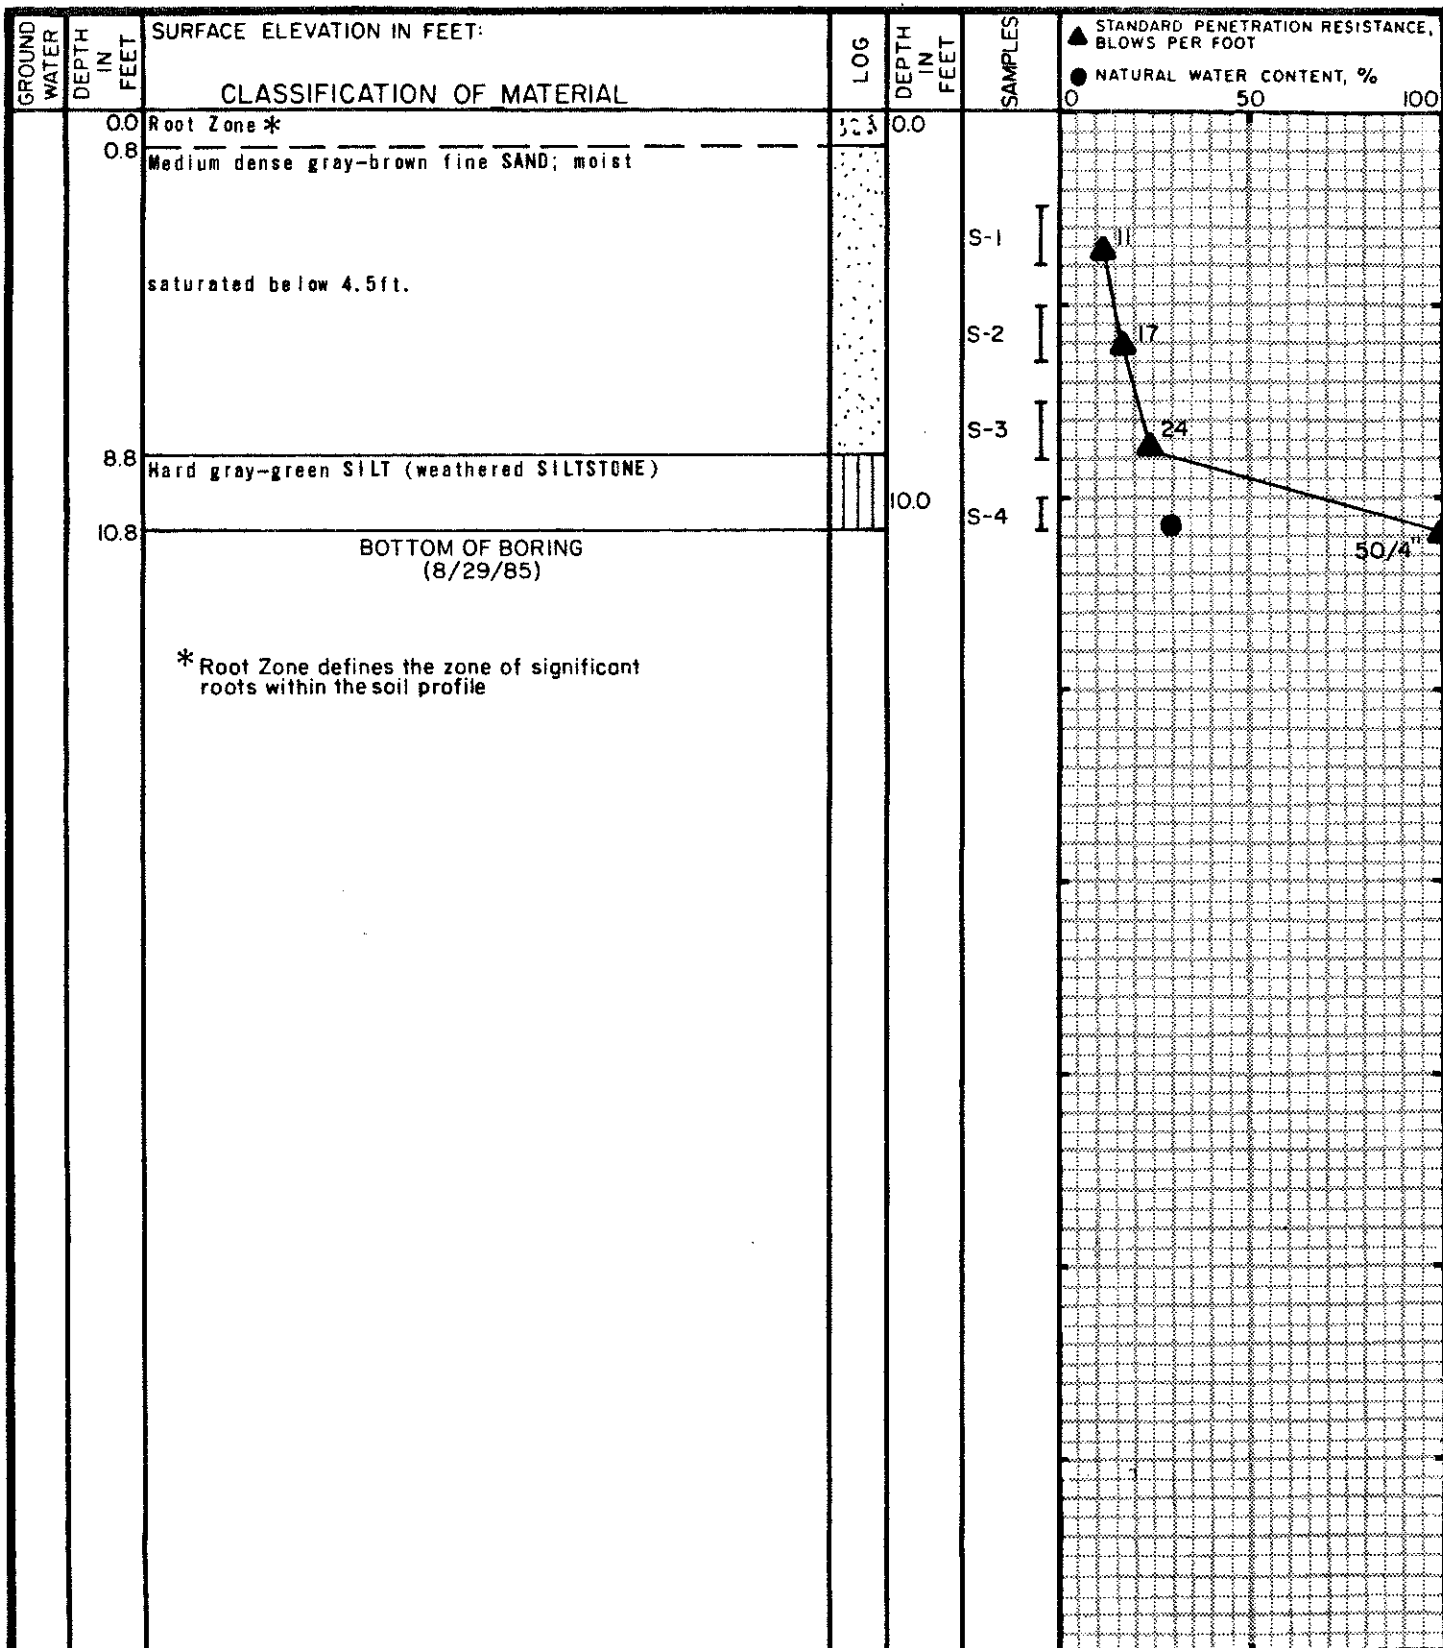 GROUND
WATER
DEPTH
IN
FEET
SURFACE ELEVATION IN FEET:
CLASSIFICATION OF MATERIAL
LOG
DEPTH
IN
FEET
SAMPLES
STANDARD PENETRATION RESISTANCE,
BLOWS PER FOOT
NATURAL WATER CONTENT, %
0 50 100
0.0 Root Zone * 0.0
0.8
Medium dense gray-brown fine SAND; moist
S-1 11
saturated below 4.5ft.
S-2 17
S-3 24
8.8
Hard gray-green SILT (weathered SILTSTONE)
10.0
S-4
10.8
50/4"
BOTTOM OF BORING
(8/29/85)
* Root Zone defines the zone of significant
roots within the soil profile